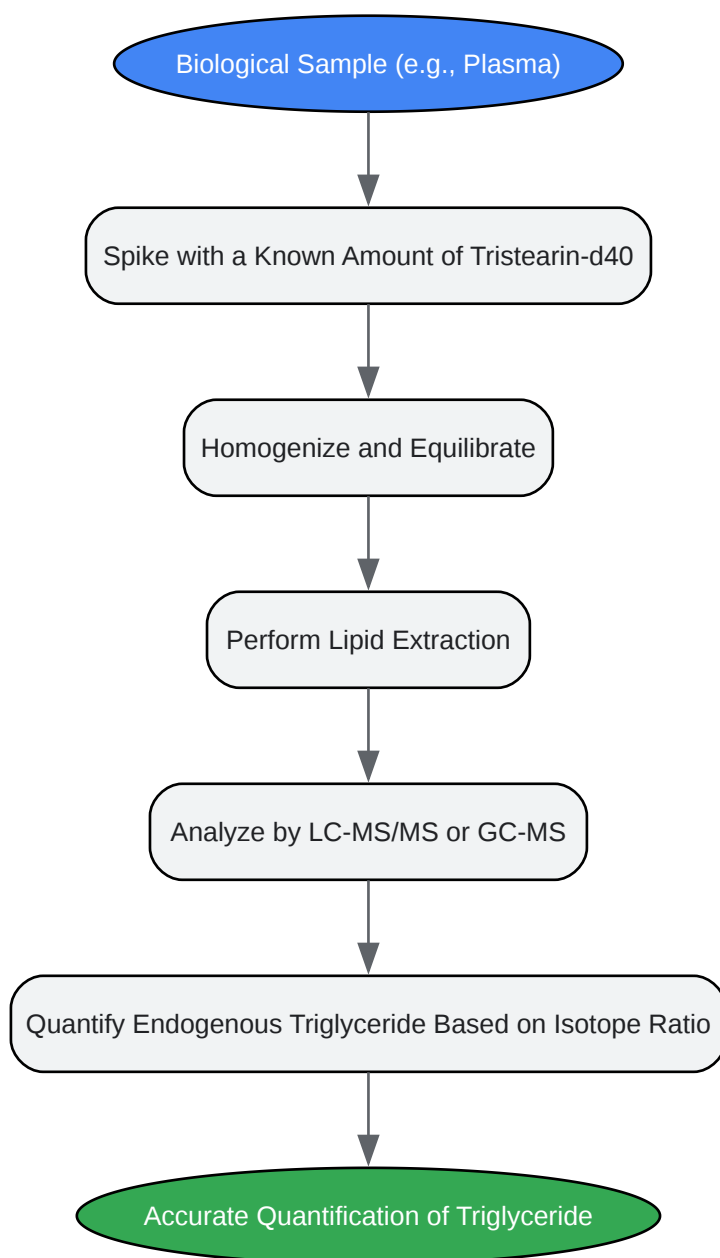 Biological Sample (e.g., Plasma)
Spike with a Known Amount of Tristearin-d40
Homogenize and Equilibrate
Perform Lipid Extraction
Analyze by LC-MS/MS or GC-MS
Quantify Endogenous Triglyceride Based on Isotope Ratio
Accurate Quantification of Triglyceride